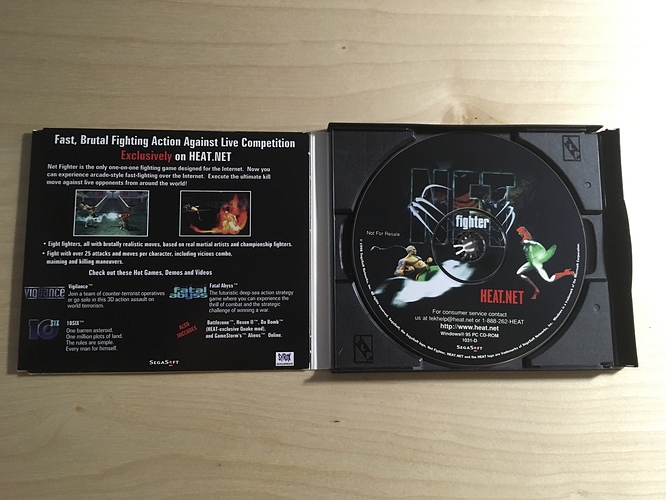 Fast, Brutal Fighting Action Against Live Competition
Exclusively on HEAT.NET
Net Fighter is the only one-on-one fighting game designed for the Internet. Now you
can experience arcade-style fast-fighting over the Internet. Execute the ultimate kill
move against live opponents from around the world!
• Fight fighters, all with brutally realistic moves, based on real martial artists and championship fighters.
• Fight with over 25 attacks and moves per character, including vicious combo,
maiming and killing maneuvers.
Check out these Hot Games, Demos and Videos
vigilance
Vigilance™
Join a team of counter-terrorist operatives
or go solo in this 3D action assault on
world terrorism.
fatal
abyss
Fatal Abyss™
The futuristic deep sea action strategy
game where you can experience the
thrill of combat and the strategic
challenge of winning or survival.
10SIX
10SIX™
One barren asteroid.
One million plots of land.
The rules are simple.
Every man for himself.
ALSO
INCLUDES
Battlezone™, Hexen II™, Da Bomb™
(HEAT-exclusive Quake mod),
and GameStorm's™ Aliens™ Online.
SEGASOFT
NET
fighter
Not For Resale
HEAT.NET
For consumer service contact
us at tekhelp@heat.net or 1-888-262-HEAT
http://www.heat.net
Windows® 95 PC CD-ROM
1031-D
SEGASOFT